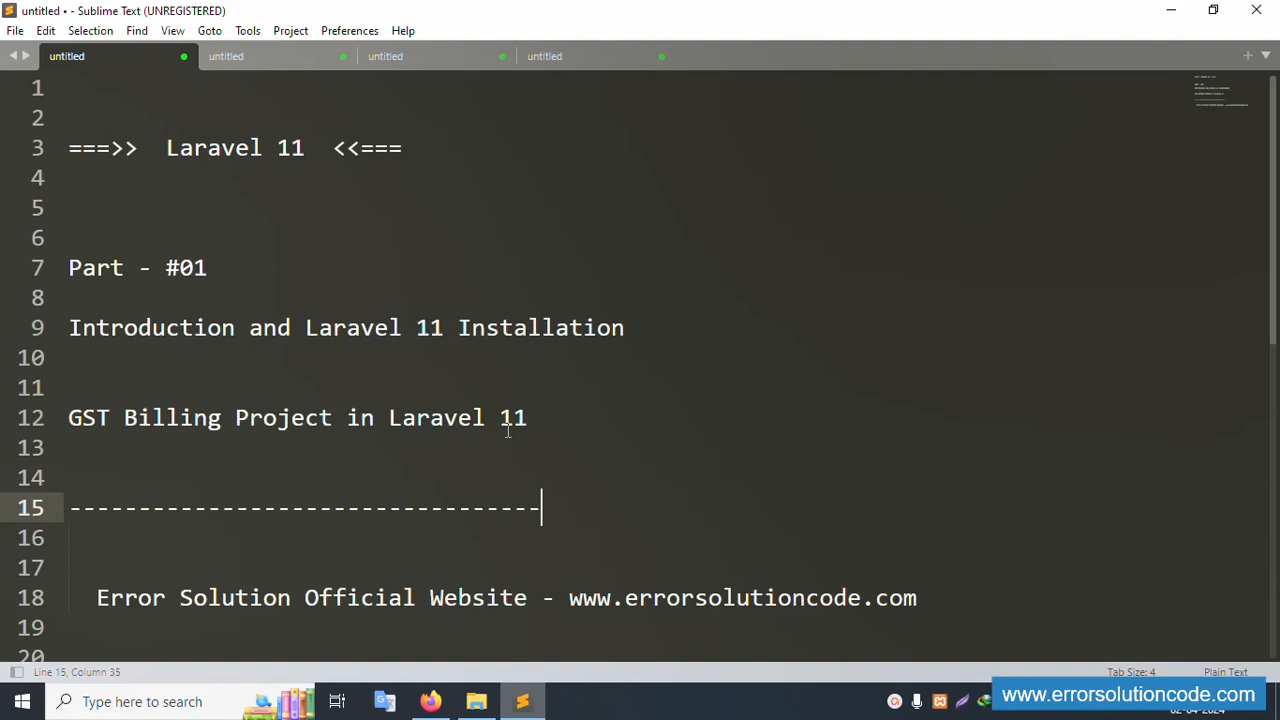 untitled • - Sublime Text (UNREGISTERED)
File Edit Selection Find View Goto Tools Project Preferences Help
untitled untitled untitled untitled
1
2
3 ===>>  Laravel 11  <<===
4
5
6
7 Part - #01
8
9 Introduction and Laravel 11 Installation
10
11
12 GST Billing Project in Laravel 11
13
14
15 ----------------------------------
16
17
18 Error Solution Official Website - www.errorsolutioncode.com
19
20
Line 15, Column 35 Tab Size: 4 Plain Text
Type here to search
www.errorsolutioncode.com